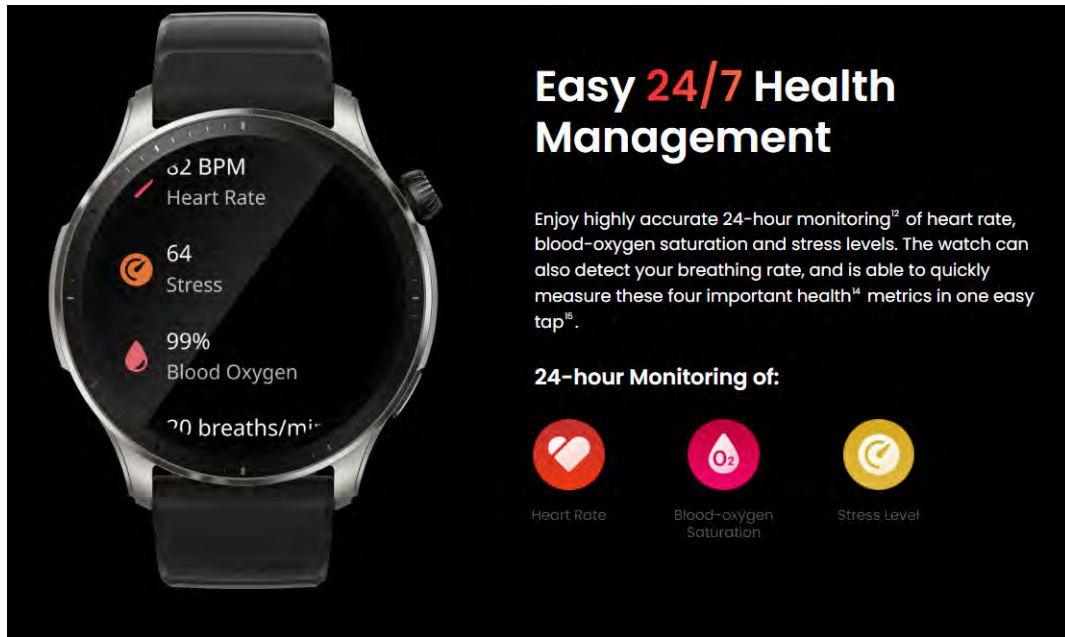 82 BPM
Heart Rate
64
Stress
99%
Blood Oxygen
20 breaths/min
Easy 24/7 Health
Management
Enjoy highly accurate 24-hour monitoring¹² of heart rate,
blood-oxygen saturation and stress levels. The watch can
also detect your breathing rate, and is able to quickly
measure these four important health¹⁴ metrics in one easy
tap¹⁵.
24-hour Monitoring of:
O₂
Heart Rate
Blood-oxygen
Saturation
Stress Level